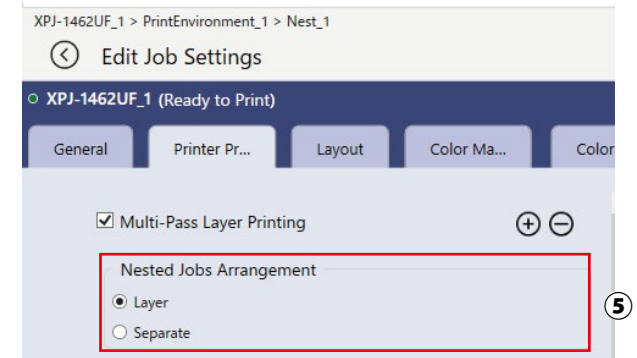 XPJ-1462UF_1 > PrintEnvironment_1 > Nest_1
Edit Job Settings
XPJ-1462UF_1 (Ready to Print)
General Printer Pr... Layout Color Ma... Color
Multi-Pass Layer Printing
Nested Jobs Arrangement
Layer
⑤
Separate